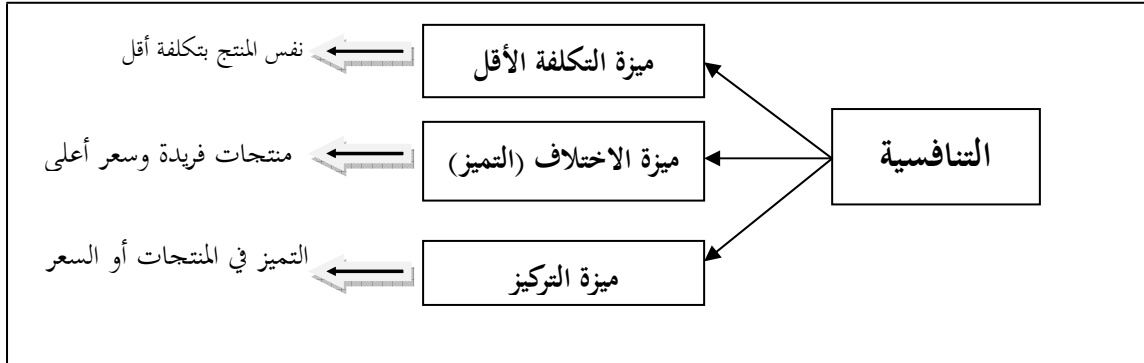 التنافسية
ميزة التكلفة الأقل
نفس المنتج بتكلفة أقل
ميزة الاختلاف (التميز)
منتجات فريدة وسعر أعلى
ميزة التركيز
التميز في المنتجات أو السعر